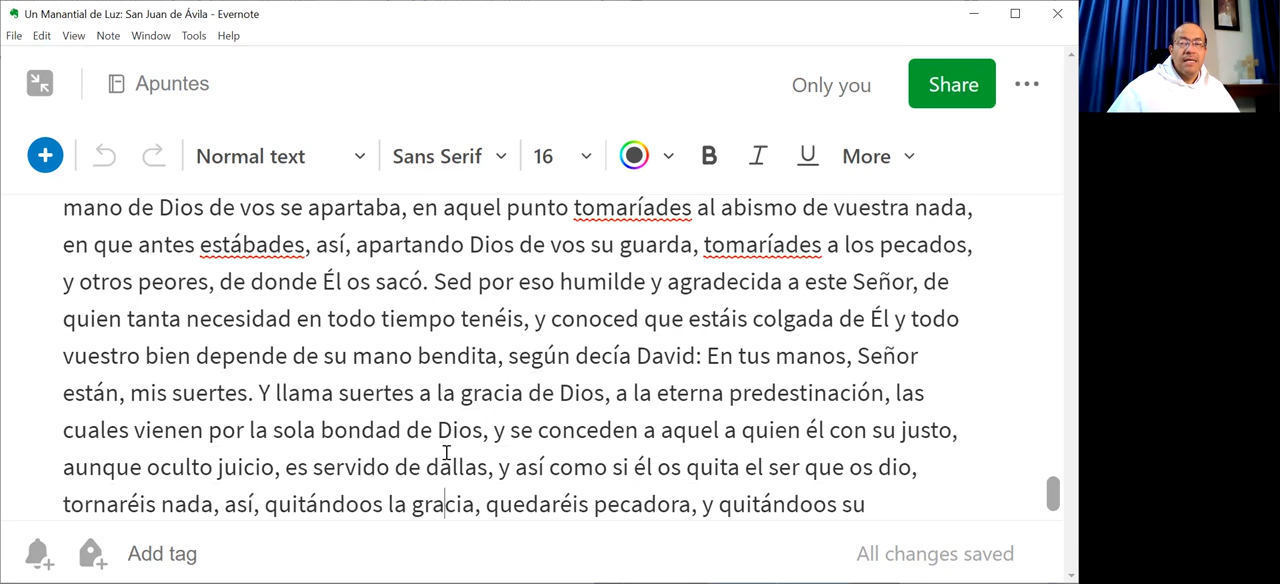 Un Manantial de Luz: San Juan de Ávila - Evernote
File Edit View Note Window Tools Help
Apuntes
Only you
Share
Normal text
Sans Serif
16
B I U More
mano de Dios de vos se apartaba, en aquel punto tomaríades al abismo de vuestra nada,
en que antes estábades, así, apartando Dios de vos su guarda, tomaríades a los pecados,
y otros peores, de donde Él os sacó. Sed por eso humilde y agradecida a este Señor, de
quien tanta necesidad en todo tiempo tenéis, y conoced que estáis colgada de Él y todo
vuestro bien depende de su mano bendita, según decía David: En tus manos, Señor
están, mis suertes. Y llama suertes a la gracia de Dios, a la eterna predestinación, las
cuales vienen por la sola bondad de Dios, y se conceden a aquel a quien él con su justo,
aunque oculto juicio, es servido de dallas, y así como si él os quita el ser que os dio,
tornaréis nada, así, quitándoos la gracia, quedaréis pecadora, y quitándoos su
Add tag
All changes saved